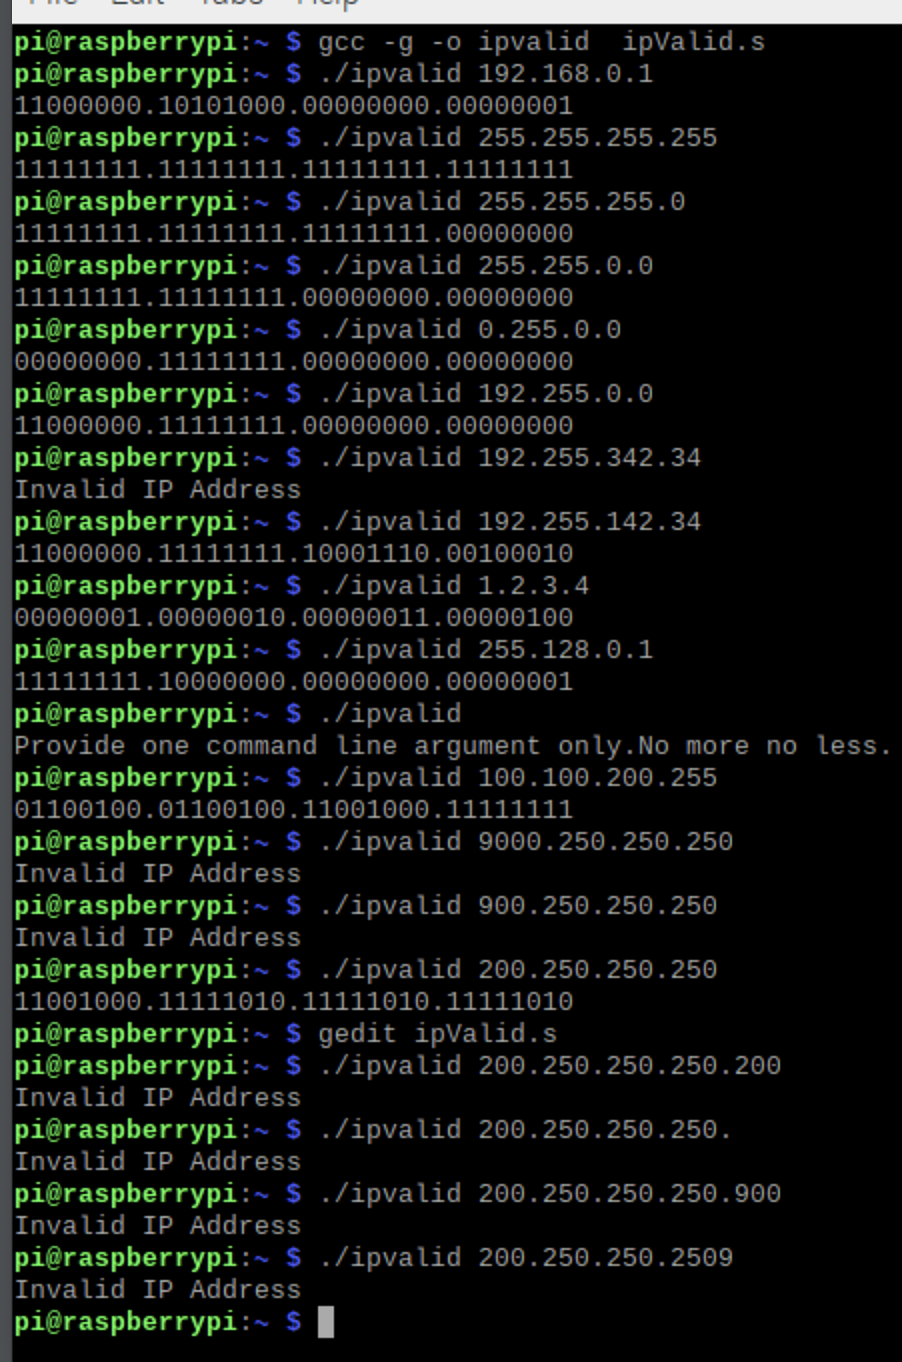 File Edit Tabs Help
pi@raspberrypi:~ $ gcc -g -o ipvalid  ipValid.s
pi@raspberrypi:~ $ ./ipvalid 192.168.0.1
11000000.10101000.00000000.00000001
pi@raspberrypi:~ $ ./ipvalid 255.255.255.255
11111111.11111111.11111111.11111111
pi@raspberrypi:~ $ ./ipvalid 255.255.255.0
11111111.11111111.11111111.00000000
pi@raspberrypi:~ $ ./ipvalid 255.255.0.0
11111111.11111111.00000000.00000000
pi@raspberrypi:~ $ ./ipvalid 0.255.0.0
00000000.11111111.00000000.00000000
pi@raspberrypi:~ $ ./ipvalid 192.255.0.0
11000000.11111111.00000000.00000000
pi@raspberrypi:~ $ ./ipvalid 192.255.342.34
Invalid IP Address
pi@raspberrypi:~ $ ./ipvalid 192.255.142.34
11000000.11111111.10001110.00100010
pi@raspberrypi:~ $ ./ipvalid 1.2.3.4
00000001.00000010.00000011.00000100
pi@raspberrypi:~ $ ./ipvalid 255.128.0.1
11111111.10000000.00000000.00000001
pi@raspberrypi:~ $ ./ipvalid
Provide one command line argument only.No more no less.
pi@raspberrypi:~ $ ./ipvalid 100.100.200.255
01100100.01100100.11001000.11111111
pi@raspberrypi:~ $ ./ipvalid 9000.250.250.250
Invalid IP Address
pi@raspberrypi:~ $ ./ipvalid 900.250.250.250
Invalid IP Address
pi@raspberrypi:~ $ ./ipvalid 200.250.250.250
11001000.11111010.11111010.11111010
pi@raspberrypi:~ $ gedit ipValid.s
pi@raspberrypi:~ $ ./ipvalid 200.250.250.250.200
Invalid IP Address
pi@raspberrypi:~ $ ./ipvalid 200.250.250.250.
Invalid IP Address
pi@raspberrypi:~ $ ./ipvalid 200.250.250.250.900
Invalid IP Address
pi@raspberrypi:~ $ ./ipvalid 200.250.250.2509
Invalid IP Address
pi@raspberrypi:~ $